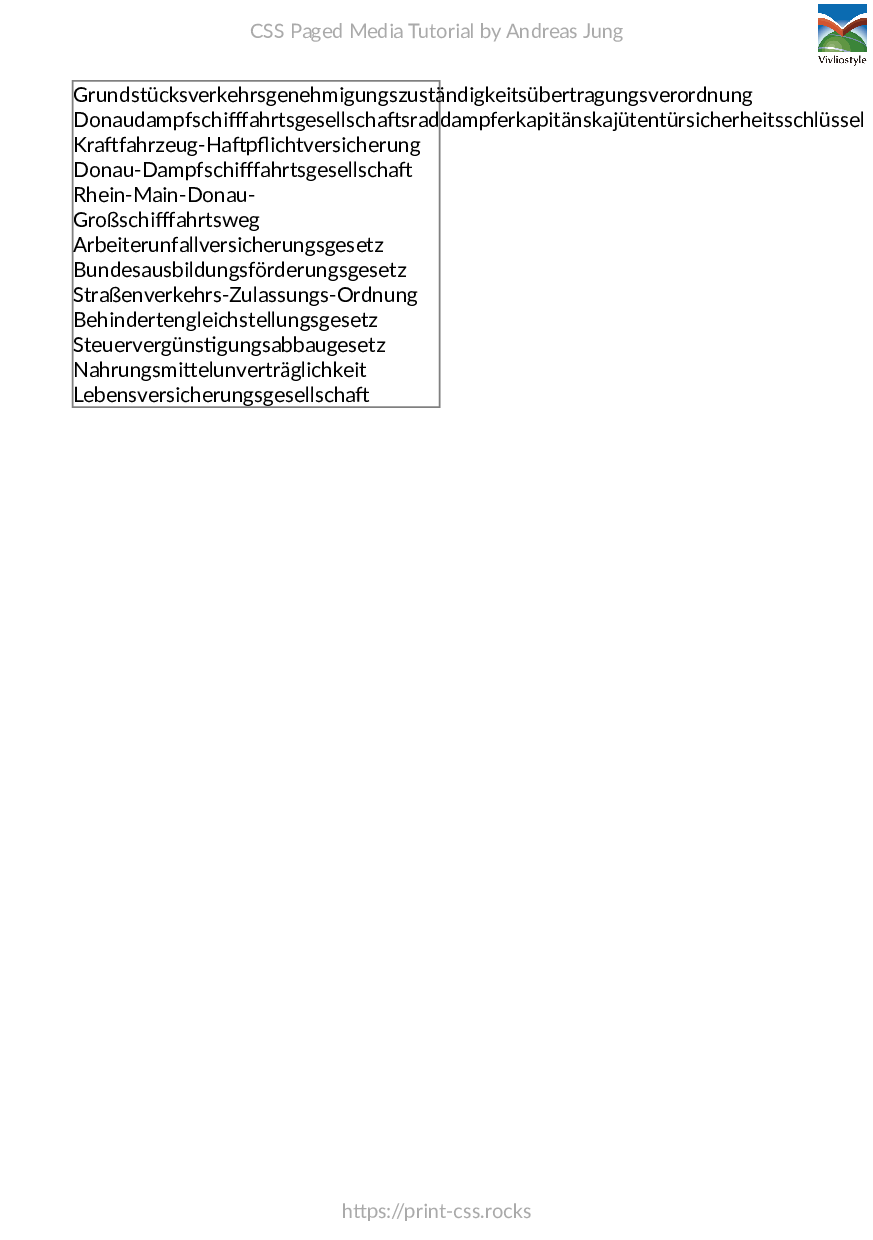 CSS Paged Media Tutorial by Andreas Jung
Vivliostyle
Grundstücksverkehrsgenehmigungszuständigkeitsübertragungsverordnung
Donaudampfschifffahrtsgesellschaftsraddampferkapitänskajütentürsicherheitsschlüssel
Kraftfahrzeug-Haftpflichtversicherung
Donau-Dampfschifffahrtsgesellschaft
Rhein-Main-Donau-
Großschifffahrtsweg
Arbeiterunfallversicherungsgesetz
Bundesausbildungsförderungsgesetz
Straßenverkehrs-Zulassungs-Ordnung
Behindertengleichstellungsgesetz
Steuervergünstigungsabbaugesetz
Nahrungsmittelunverträglichkeit
Lebensversicherungsgesellschaft
https://print-css.rocks